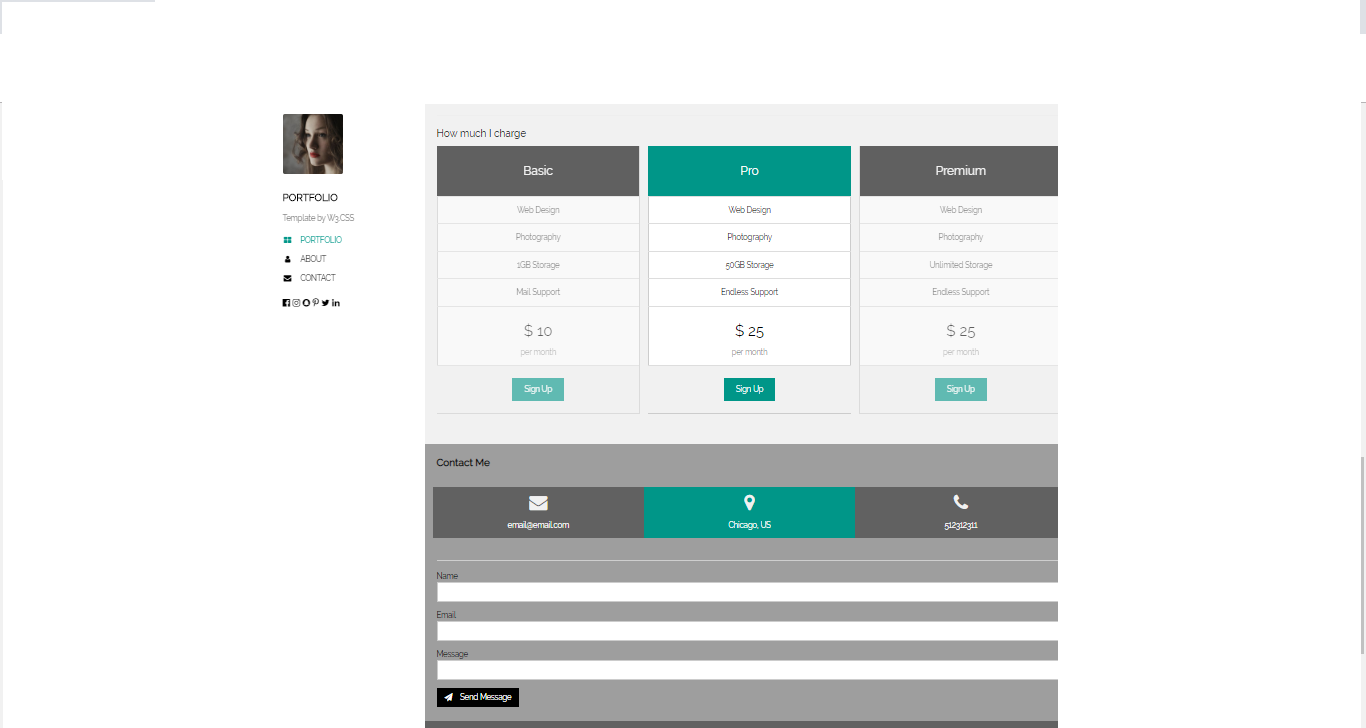 PORTFOLIO
Template by W3.CSS
PORTFOLIO
ABOUT
CONTACT
How much I charge
Basic
Web Design
Photography
1GB Storage
Mail Support
$ 10
per month
Sign Up
Pro
Web Design
Photography
50GB Storage
Endless Support
$ 25
per month
Sign Up
Premium
Web Design
Photography
Unlimited Storage
Endless Support
$ 25
per month
Sign Up
Contact Me
email@email.com
Chicago, US
512312311
Name
Email
Message
Send Message